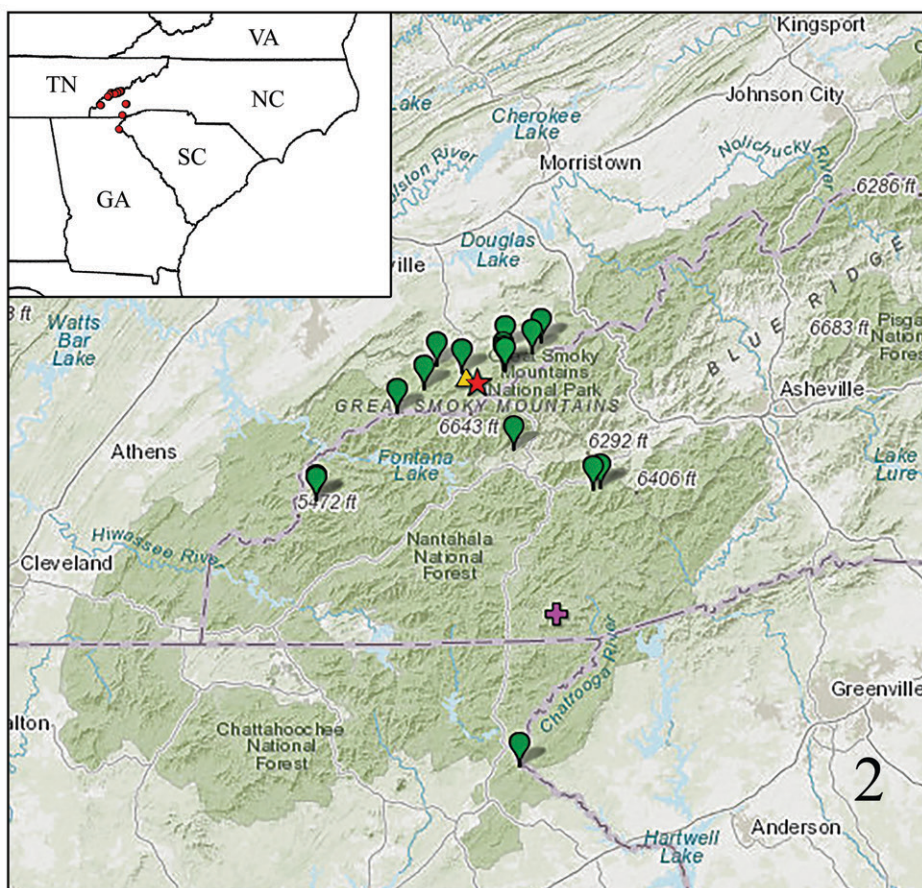 VA
TN
NC
SC
GA
Kingsport
Johnson City
Lake
Cherokee
Lake
Morristown
Nolichucky River
6286 ft
Douglas
Lake
ville
BLUE RIDGE
Watts
Bar
Lake
Smoky
Mountains
National Park
GREAT SMOKY MOUNTAINS
6643 ft
6683 ft
Asheville
Athens
Fontana
Lake
6292 ft
6406 ft
Lake
Lure
5472 ft
Hiwassee River
Cleveland
Nantahala
National
Forest
Chatrooga River
Greenville
alton
Chattahoochee
National
Forest
2
Anderson
Hartwell
Lake